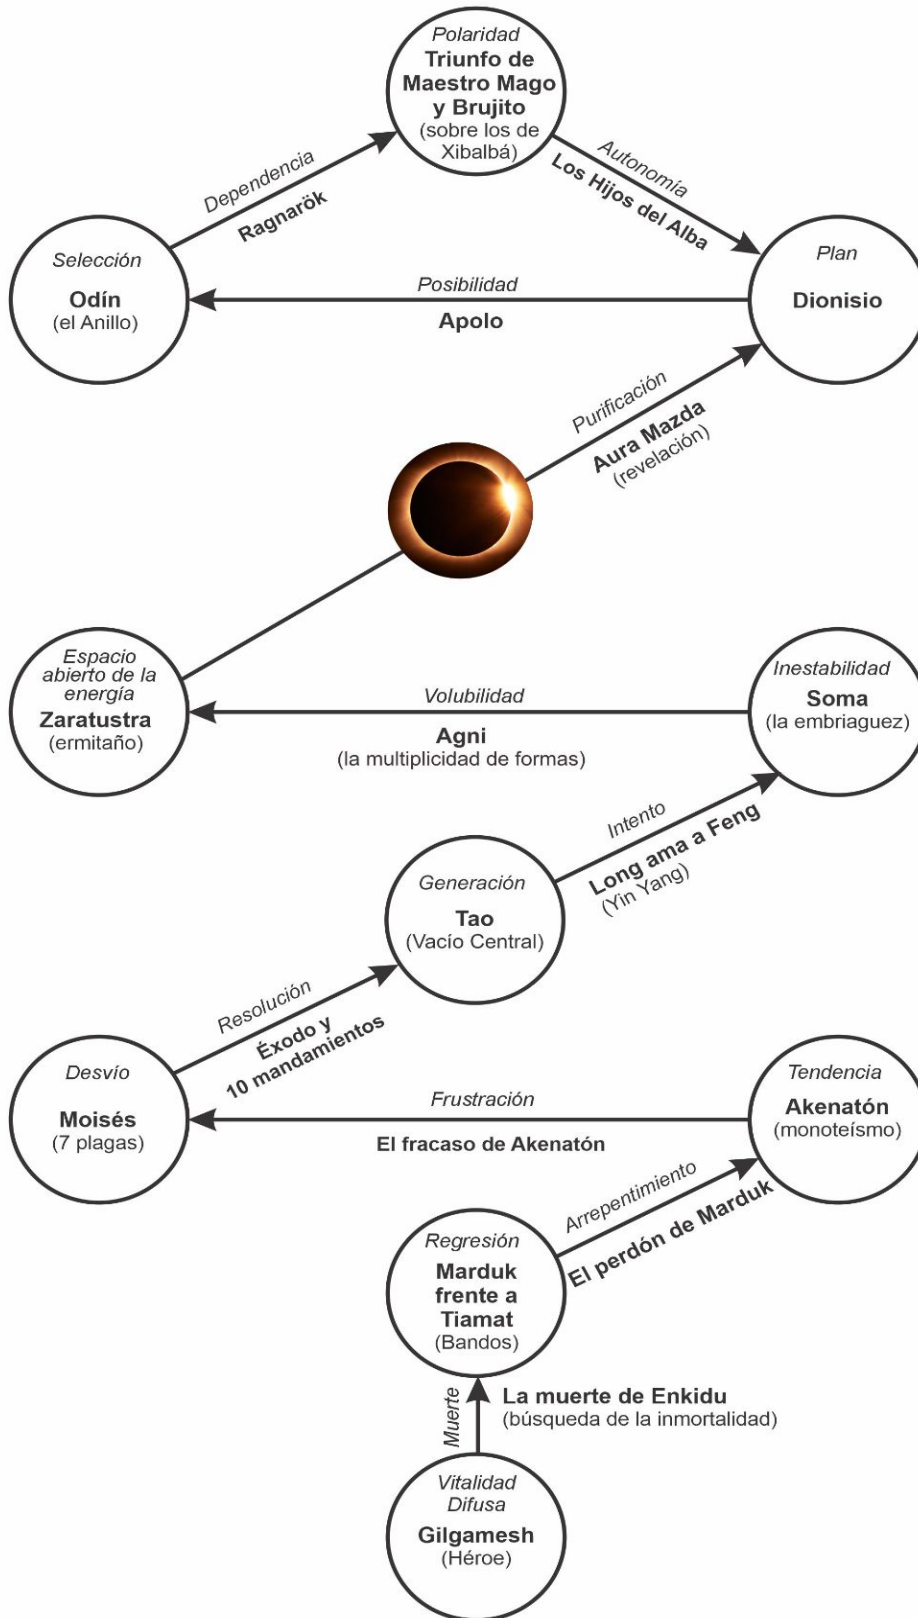 Polaridad
Triunfo de
Maestro Mago
y Brujito
(sobre los de
Xibalbá)
Dependencia
Ragnarök
Autonomía
Los Hijos del Alba
Selección
Odín
(el Anillo)
Posibilidad
Apolo
Plan
Dionisio
Purificación
Aura Mazda
(revelación)
Espacio
abierto de la
energía
Zaratustra
(ermitaño)
Volubilidad
Agni
(la multiplicidad de formas)
Inestabilidad
Soma
(la embriaguez)
Intento
Long ama a Feng
(Yin Yang)
Generación
Tao
(Vacío Central)
Resolución
Éxodo y
10 mandamientos
Desvío
Moisés
(7 plagas)
Frustración
El fracaso de Akenatón
Tendencia
Akenatón
(monoteísmo)
Arrepentimiento
El perdón de Marduk
Regresión
Marduk
frente a
Tiamat
(Bandos)
Muerte
La muerte de Enkidu
(búsqueda de la inmortalidad)
Vitalidad
Difusa
Gilgamesh
(Héroe)